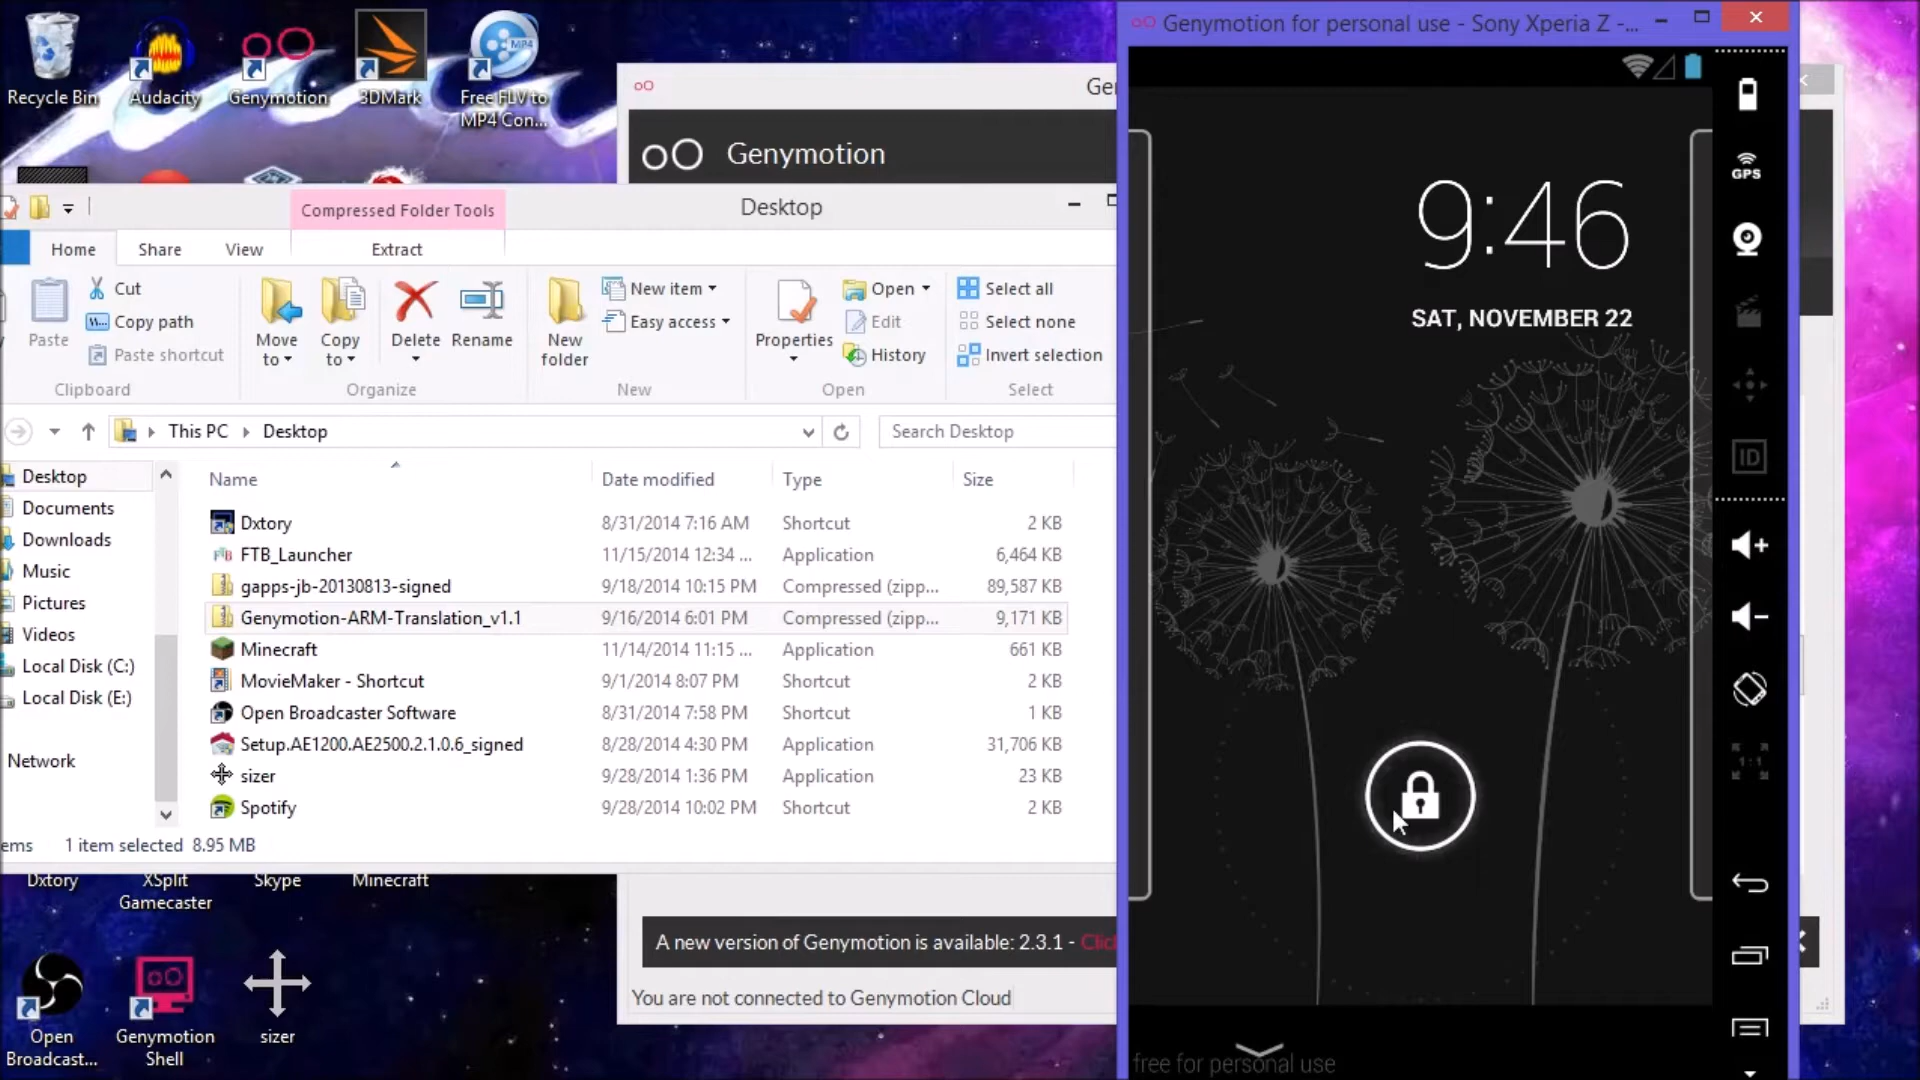 Recycle Bin
Audacity
Genymotion
3DMark
Free FLV to
MP4 Con...
Genymotion
Genymotion for personal use - Sony Xperia Z -...
GPS
9:46
SAT, NOVEMBER 22
ID
1:1
free for personal use
Compressed Folder Tools
Desktop
Home
Share
View
Extract
Paste
Cut
Copy path
Paste shortcut
Clipboard
Move
to
Copy
to
Delete
Rename
Organize
New
folder
New item
Easy access
New
Properties
Open
Edit
History
Open
Select all
Select none
Invert selection
Select
This PC
Desktop
Search Desktop
Desktop
Documents
Downloads
Music
Pictures
Videos
Local Disk (C:)
Local Disk (E:)
Network
Name Date modified Type Size
Dxtory 8/31/2014 7:16 AM Shortcut 2 KB
FTB_Launcher 11/15/2014 12:34 ... Application 6,464 KB
gapps-jb-20130813-signed 9/18/2014 10:15 PM Compressed (zipp... 89,587 KB
Genymotion-ARM-Translation_v1.1 9/16/2014 6:01 PM Compressed (zipp... 9,171 KB
Minecraft 11/14/2014 11:15 ... Application 661 KB
MovieMaker - Shortcut 9/1/2014 8:07 PM Shortcut 2 KB
Open Broadcaster Software 8/31/2014 7:58 PM Shortcut 1 KB
Setup.AE1200.AE2500.2.1.0.6_signed 8/28/2014 4:30 PM Application 31,706 KB
sizer 9/28/2014 1:36 PM Application 23 KB
Spotify 9/28/2014 10:02 PM Shortcut 2 KB
ems 1 item selected 8.95 MB
Dxtory
XSplit
Gamecaster
Skype
Minecraft
A new version of Genymotion is available: 2.3.1 -
You are not connected to Genymotion Cloud
Open
Broadcast...
Genymotion
Shell
sizer